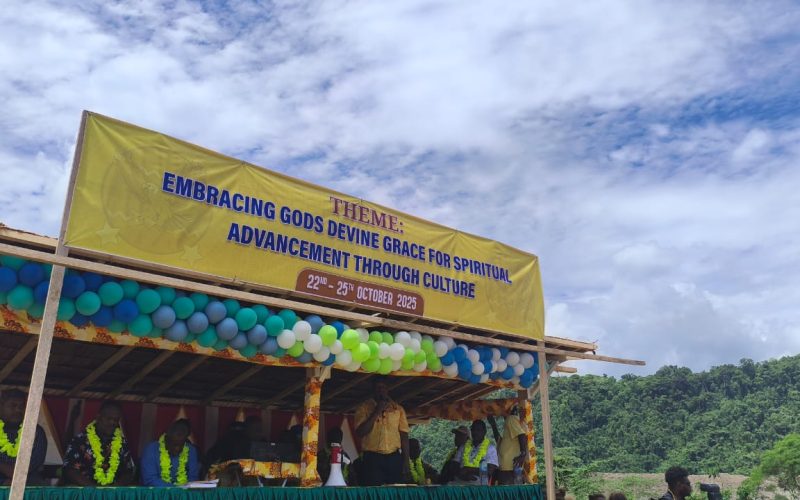 THEME:
EMBRACING GODS DEVINE GRACE FOR SPIRITUAL
ADVANCEMENT THROUGH CULTURE
22ND - 25TH OCTOBER 2025